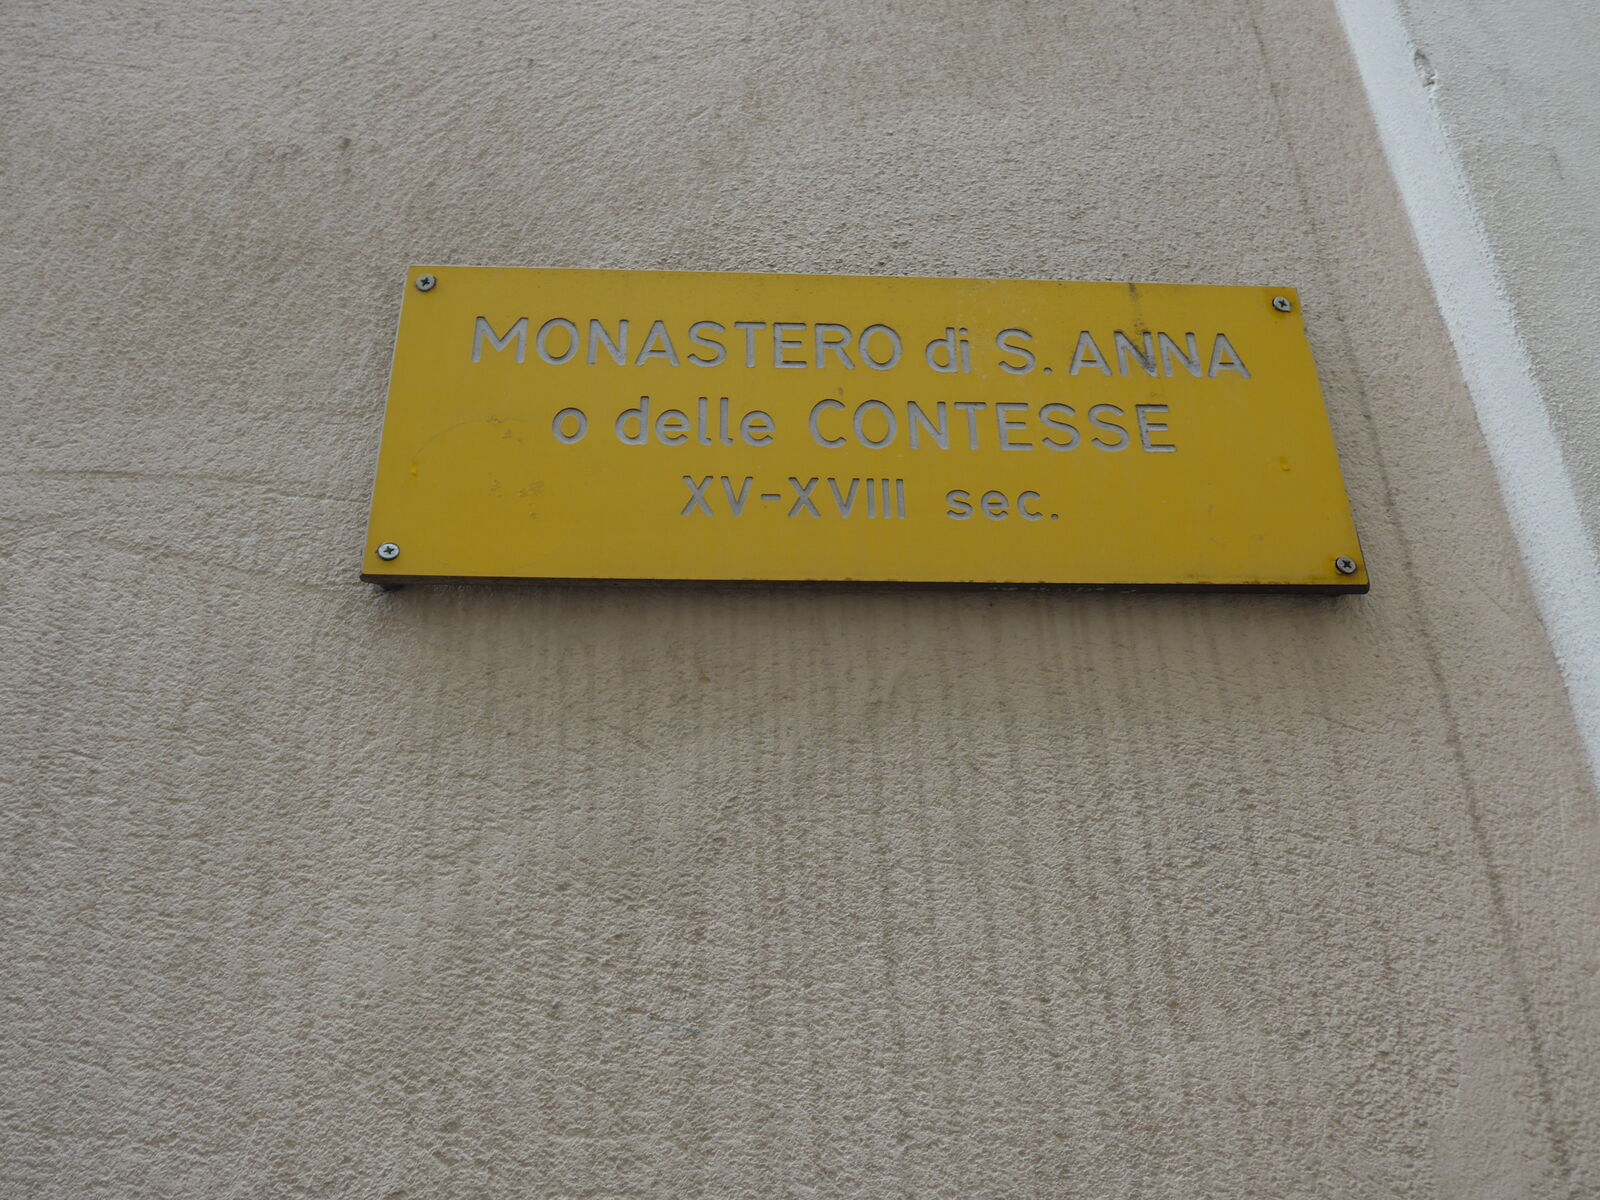 MONASTERO di S. ANNA
o delle CONTESSE
XV-XVIII sec.